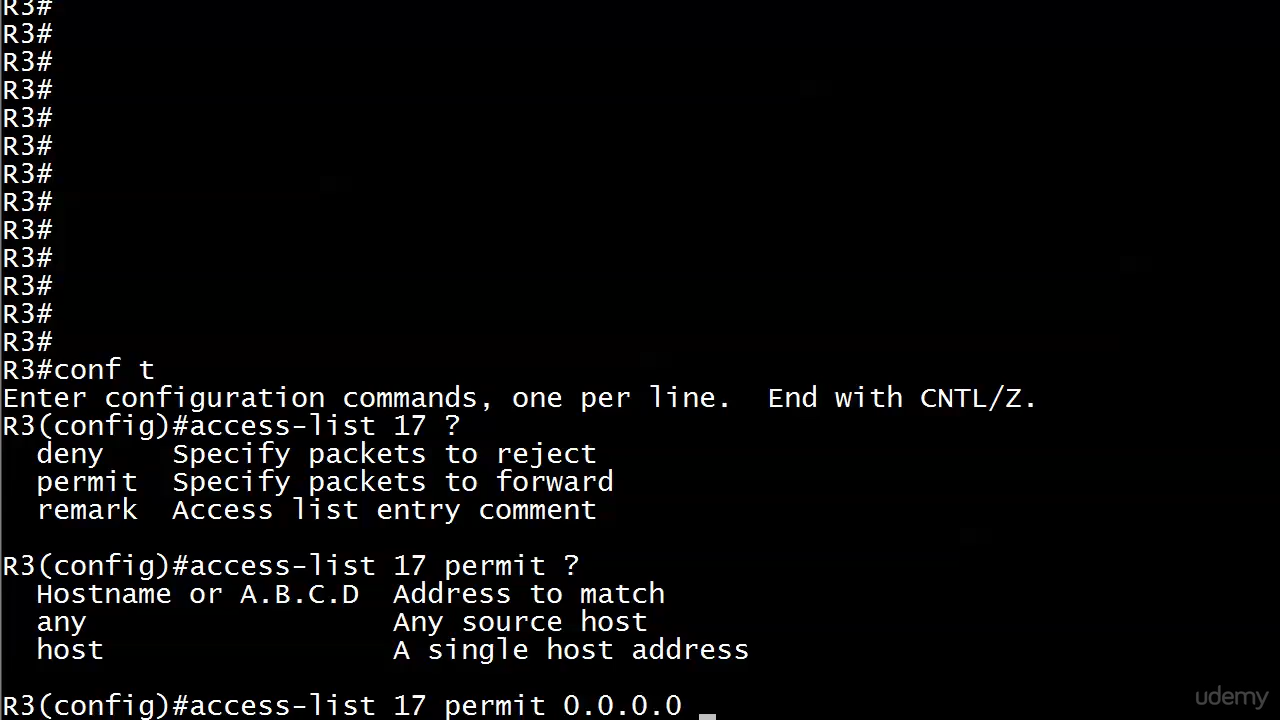 R3#
R3#
R3#
R3#
R3#
R3#
R3#
R3#
R3#
R3#
R3#
R3#
R3#
R3#conf t
Enter configuration commands, one per line.  End with CNTL/Z.
R3(config)#access-list 17 ?
  deny    Specify packets to reject
  permit  Specify packets to forward
  remark  Access list entry comment

R3(config)#access-list 17 permit ?
  Hostname or A.B.C.D  Address to match
  any                  Any source host
  host                 A single host address

R3(config)#access-list 17 permit 0.0.0.0
udemy